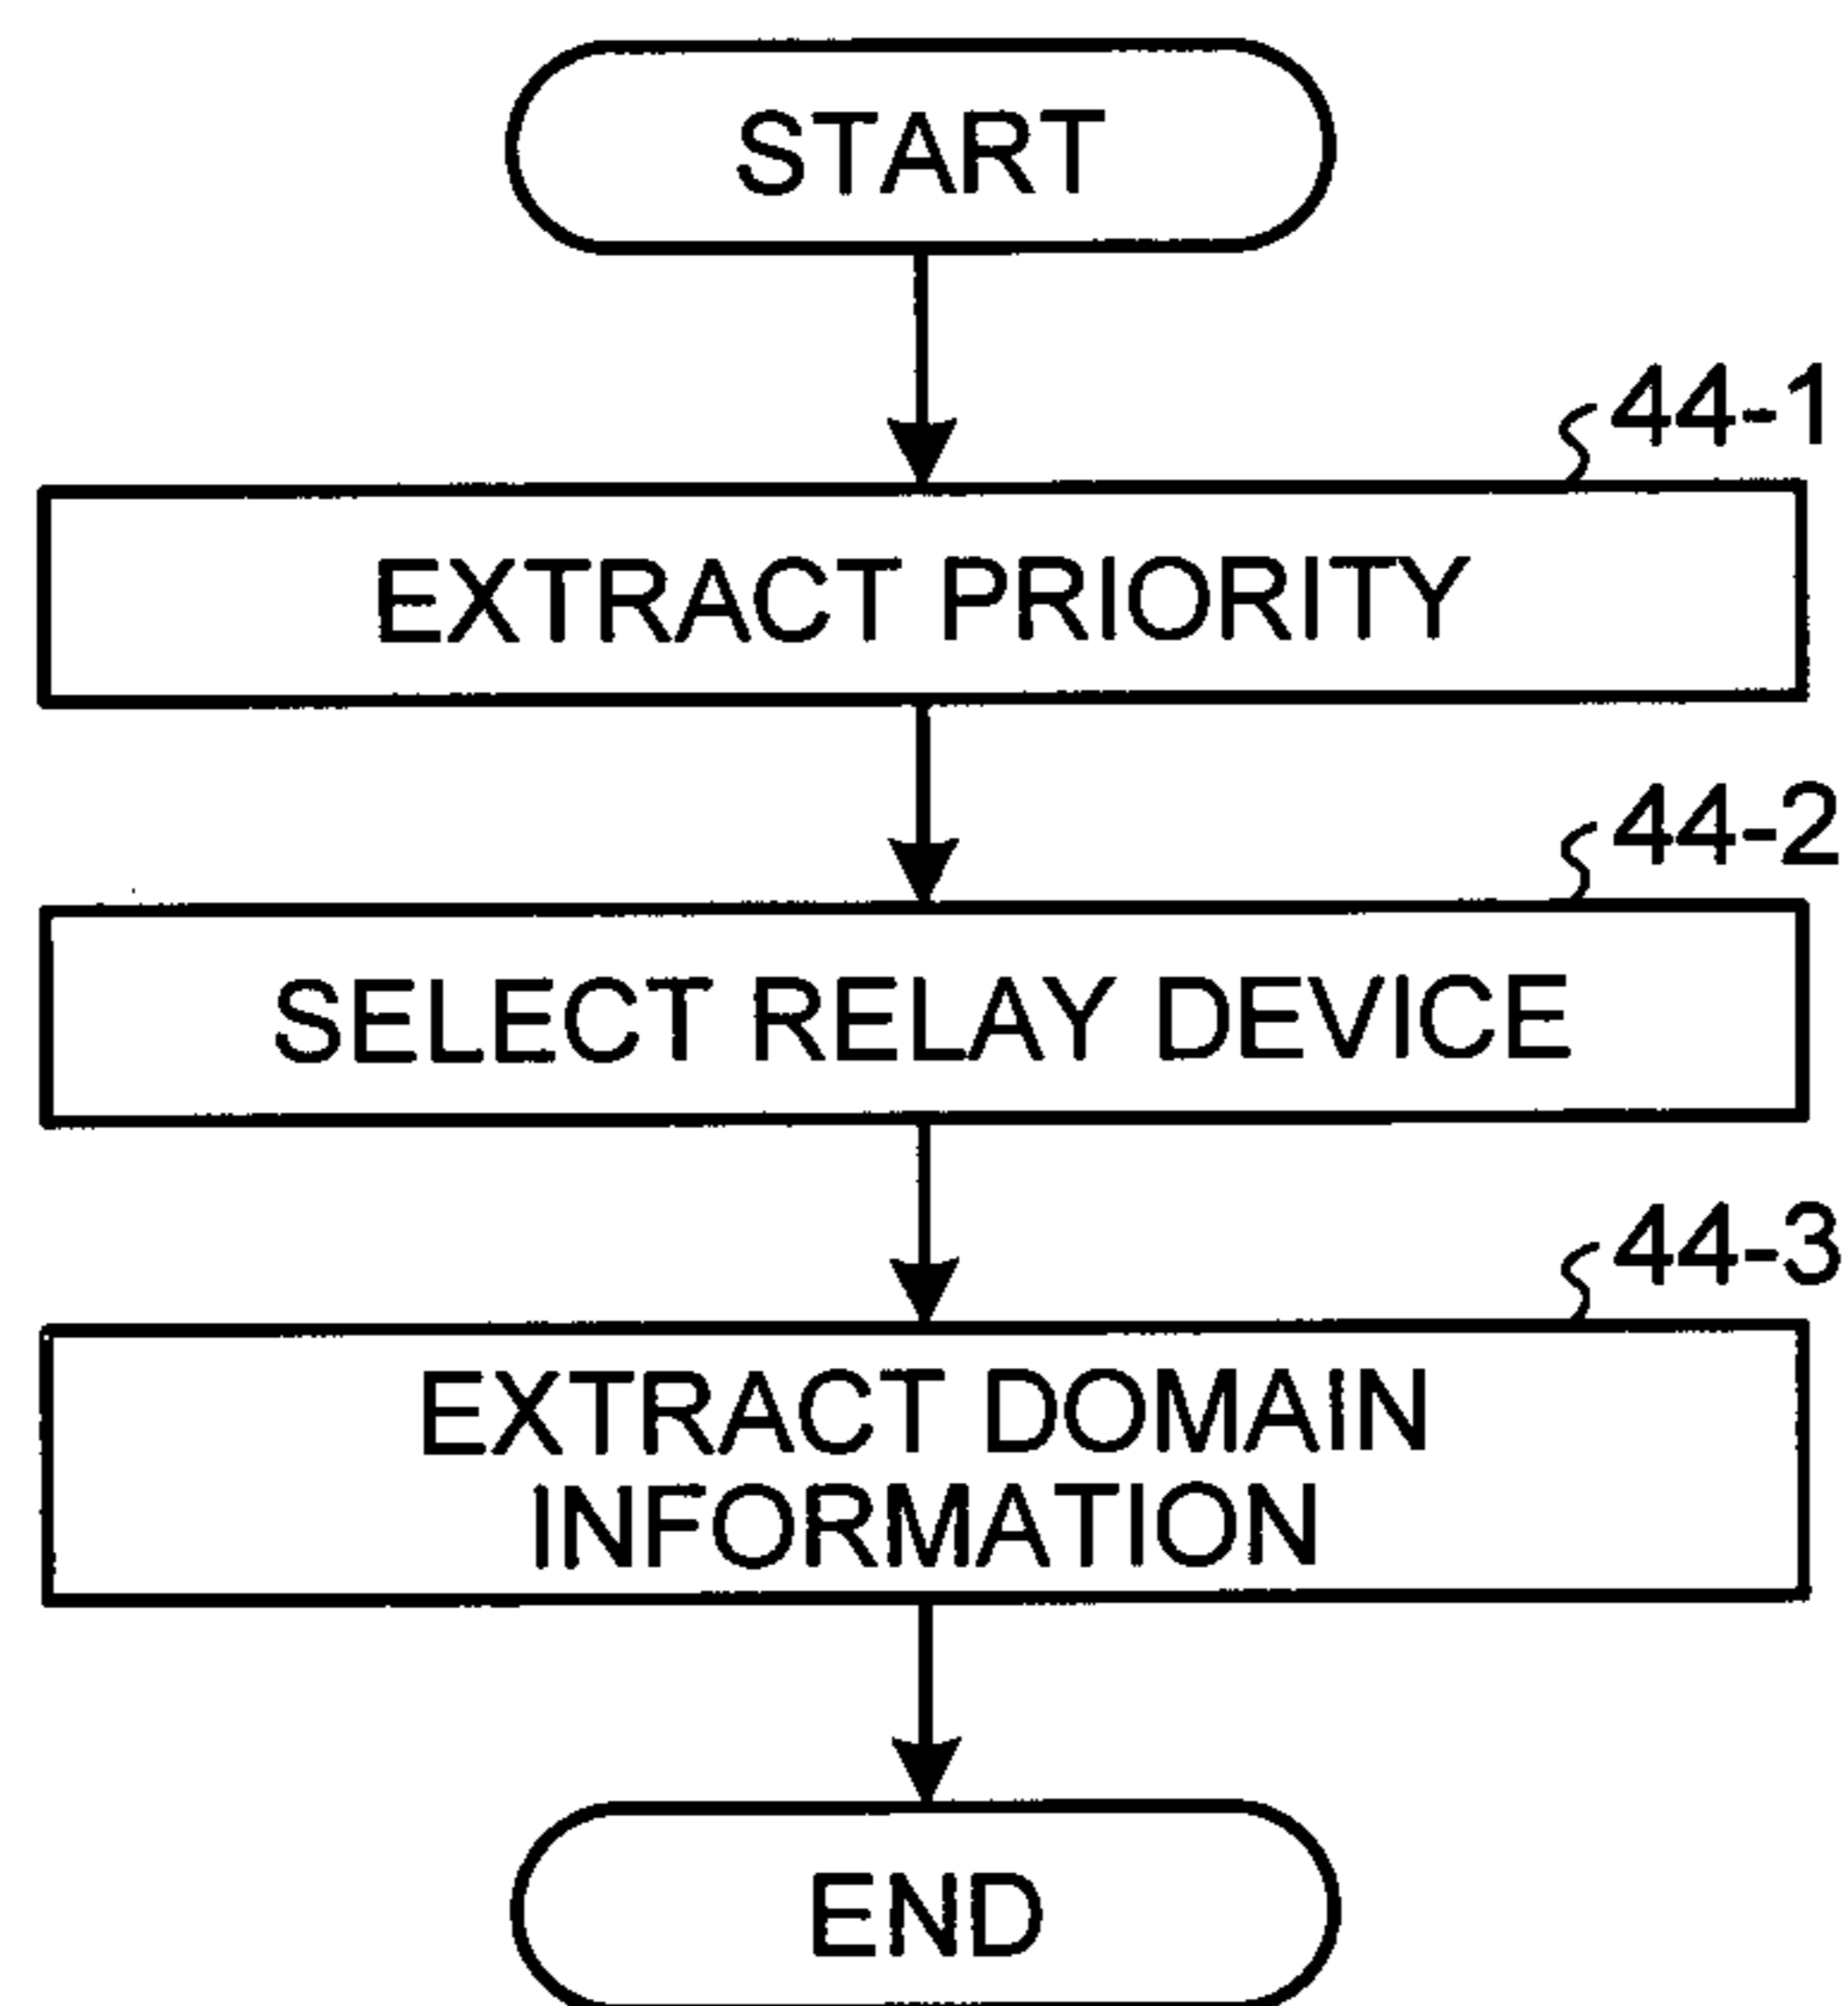 START
44-1
EXTRACT PRIORITY
44-2
SELECT RELAY DEVICE
44-3
EXTRACT DOMAIN
INFORMATION
END